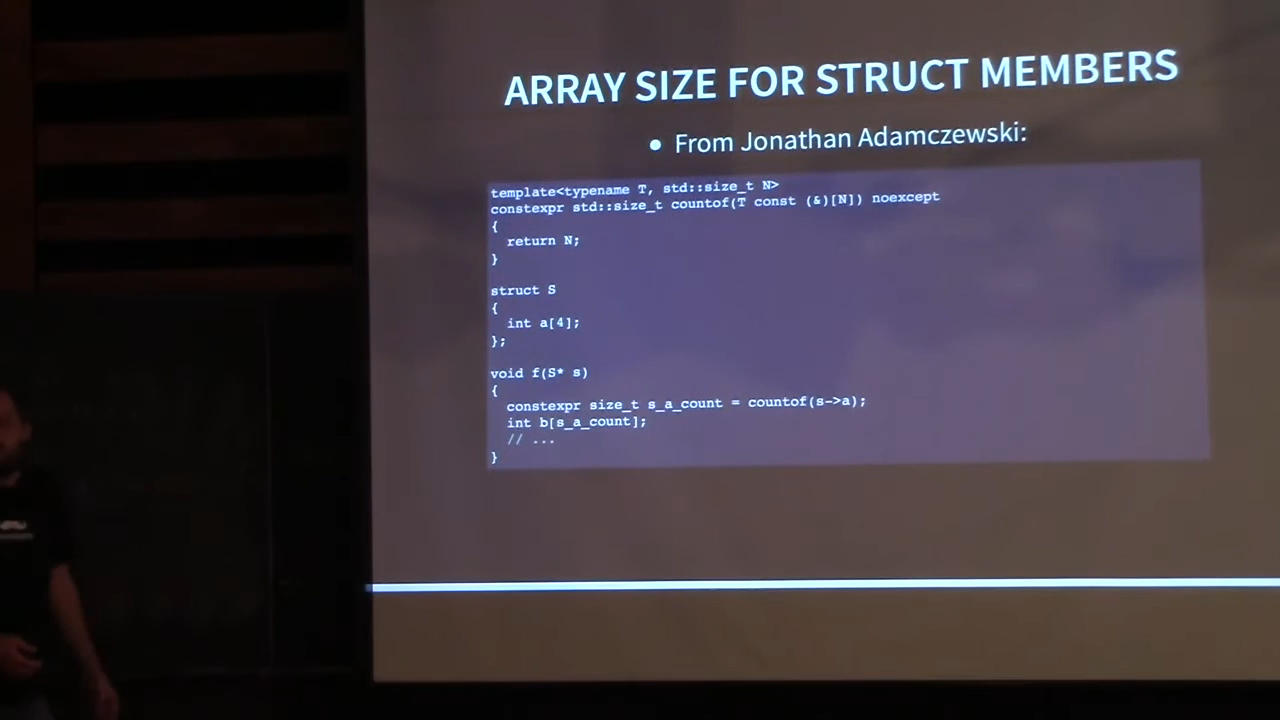 ARRAY SIZE FOR STRUCT MEMBERS
• From Jonathan Adamczewski:
template<typename T, std::size_t N>
constexpr std::size_t countof(T const (&)[N]) noexcept
{
  return N;
}
struct S
{
  int a[4];
};
void f(S* s)
{
  constexpr size_t s_a_count = countof(s->a);
  int b[s_a_count];
  // ...
}